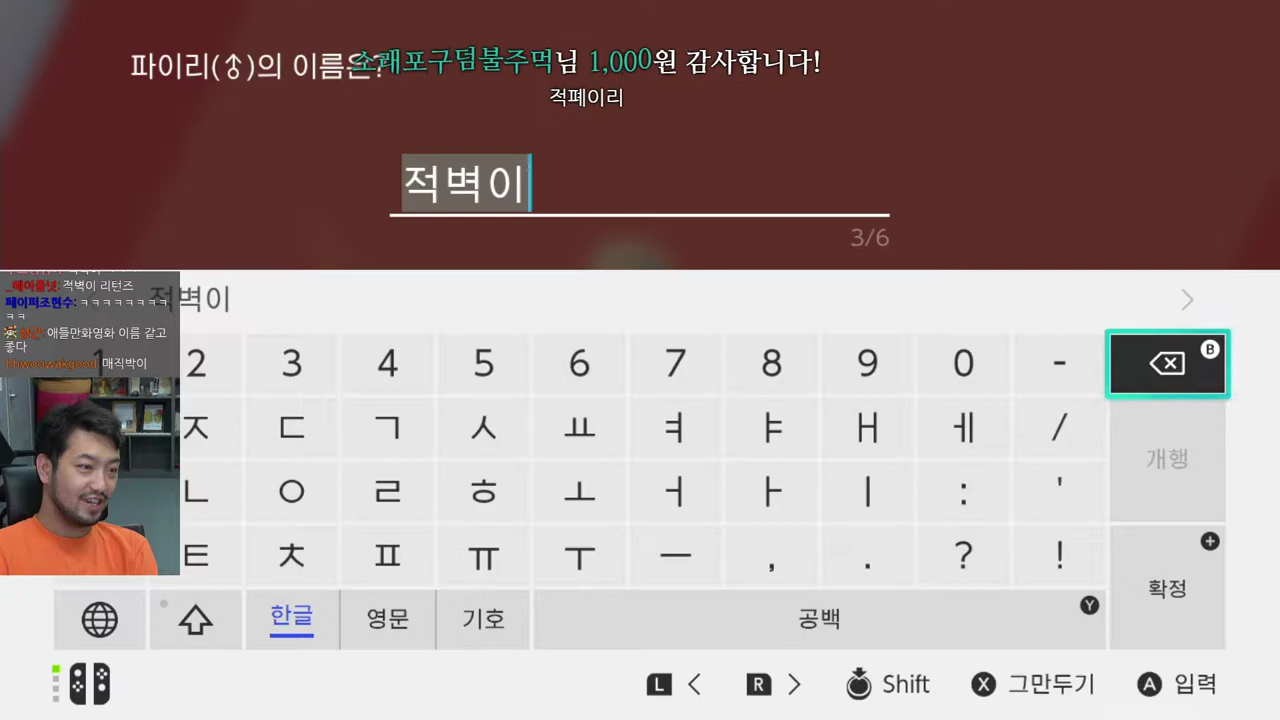 파이리(♂)의 이름은?
소래포구덤불주먹님 1,000원 감사합니다!
적폐이리
적벽이
3/6
_헤이즐넛: 적벽이 리턴즈
페이퍼조현수: ㅋㅋㅋㅋㅋㅋㅋㅋ
ㅋㅋ
애들만화영화 이름 같고
좋다
hhwoowakgood: 매직박이
적벽이
1 2 3 4 5 6 7 8 9 0 - B
ㅈ ㄷ ㄱ ㅅ ㅛ ㅕ ㅑ ㅐ ㅔ /
개행
ㄴ ㅇ ㄹ ㅎ ㅗ ㅓ ㅏ ㅣ : '
ㅌ ㅊ ㅍ ㅠ ㅜ ㅡ , . ? !
확정
한글 영문 기호 공백 Y
L R Shift X 그만두기 A 입력